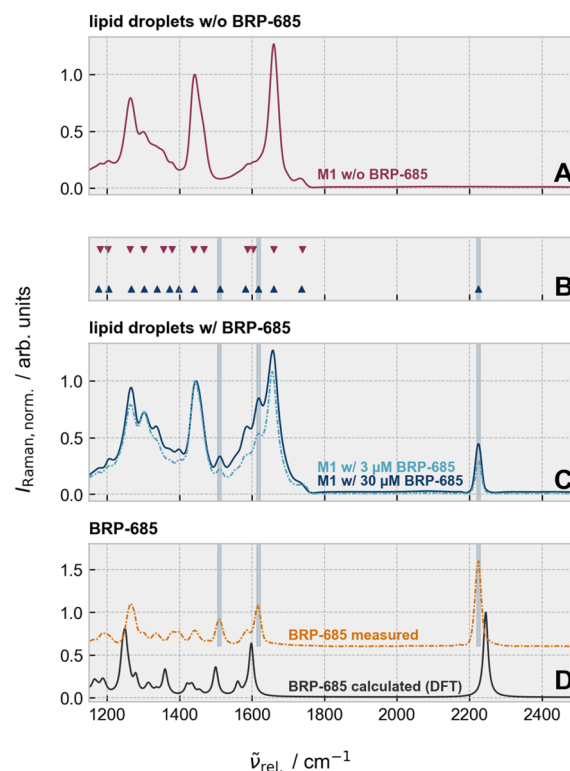 lipid droplets w/o BRP-685
1.0
0.5
0.0
M1 w/o BRP-685
A
B
lipid droplets w/ BRP-685
1.0
0.5
0.0
M1 w/ 3 µM BRP-685
M1 w/ 30 µM BRP-685
C
BRP-685
1.5
1.0
0.5
0.0
BRP-685 measured
BRP-685 calculated (DFT)
D
1200 1400 1600 1800 2000 2200 2400
I Raman, norm. / arb. units
ν̃ rel. / cm⁻¹